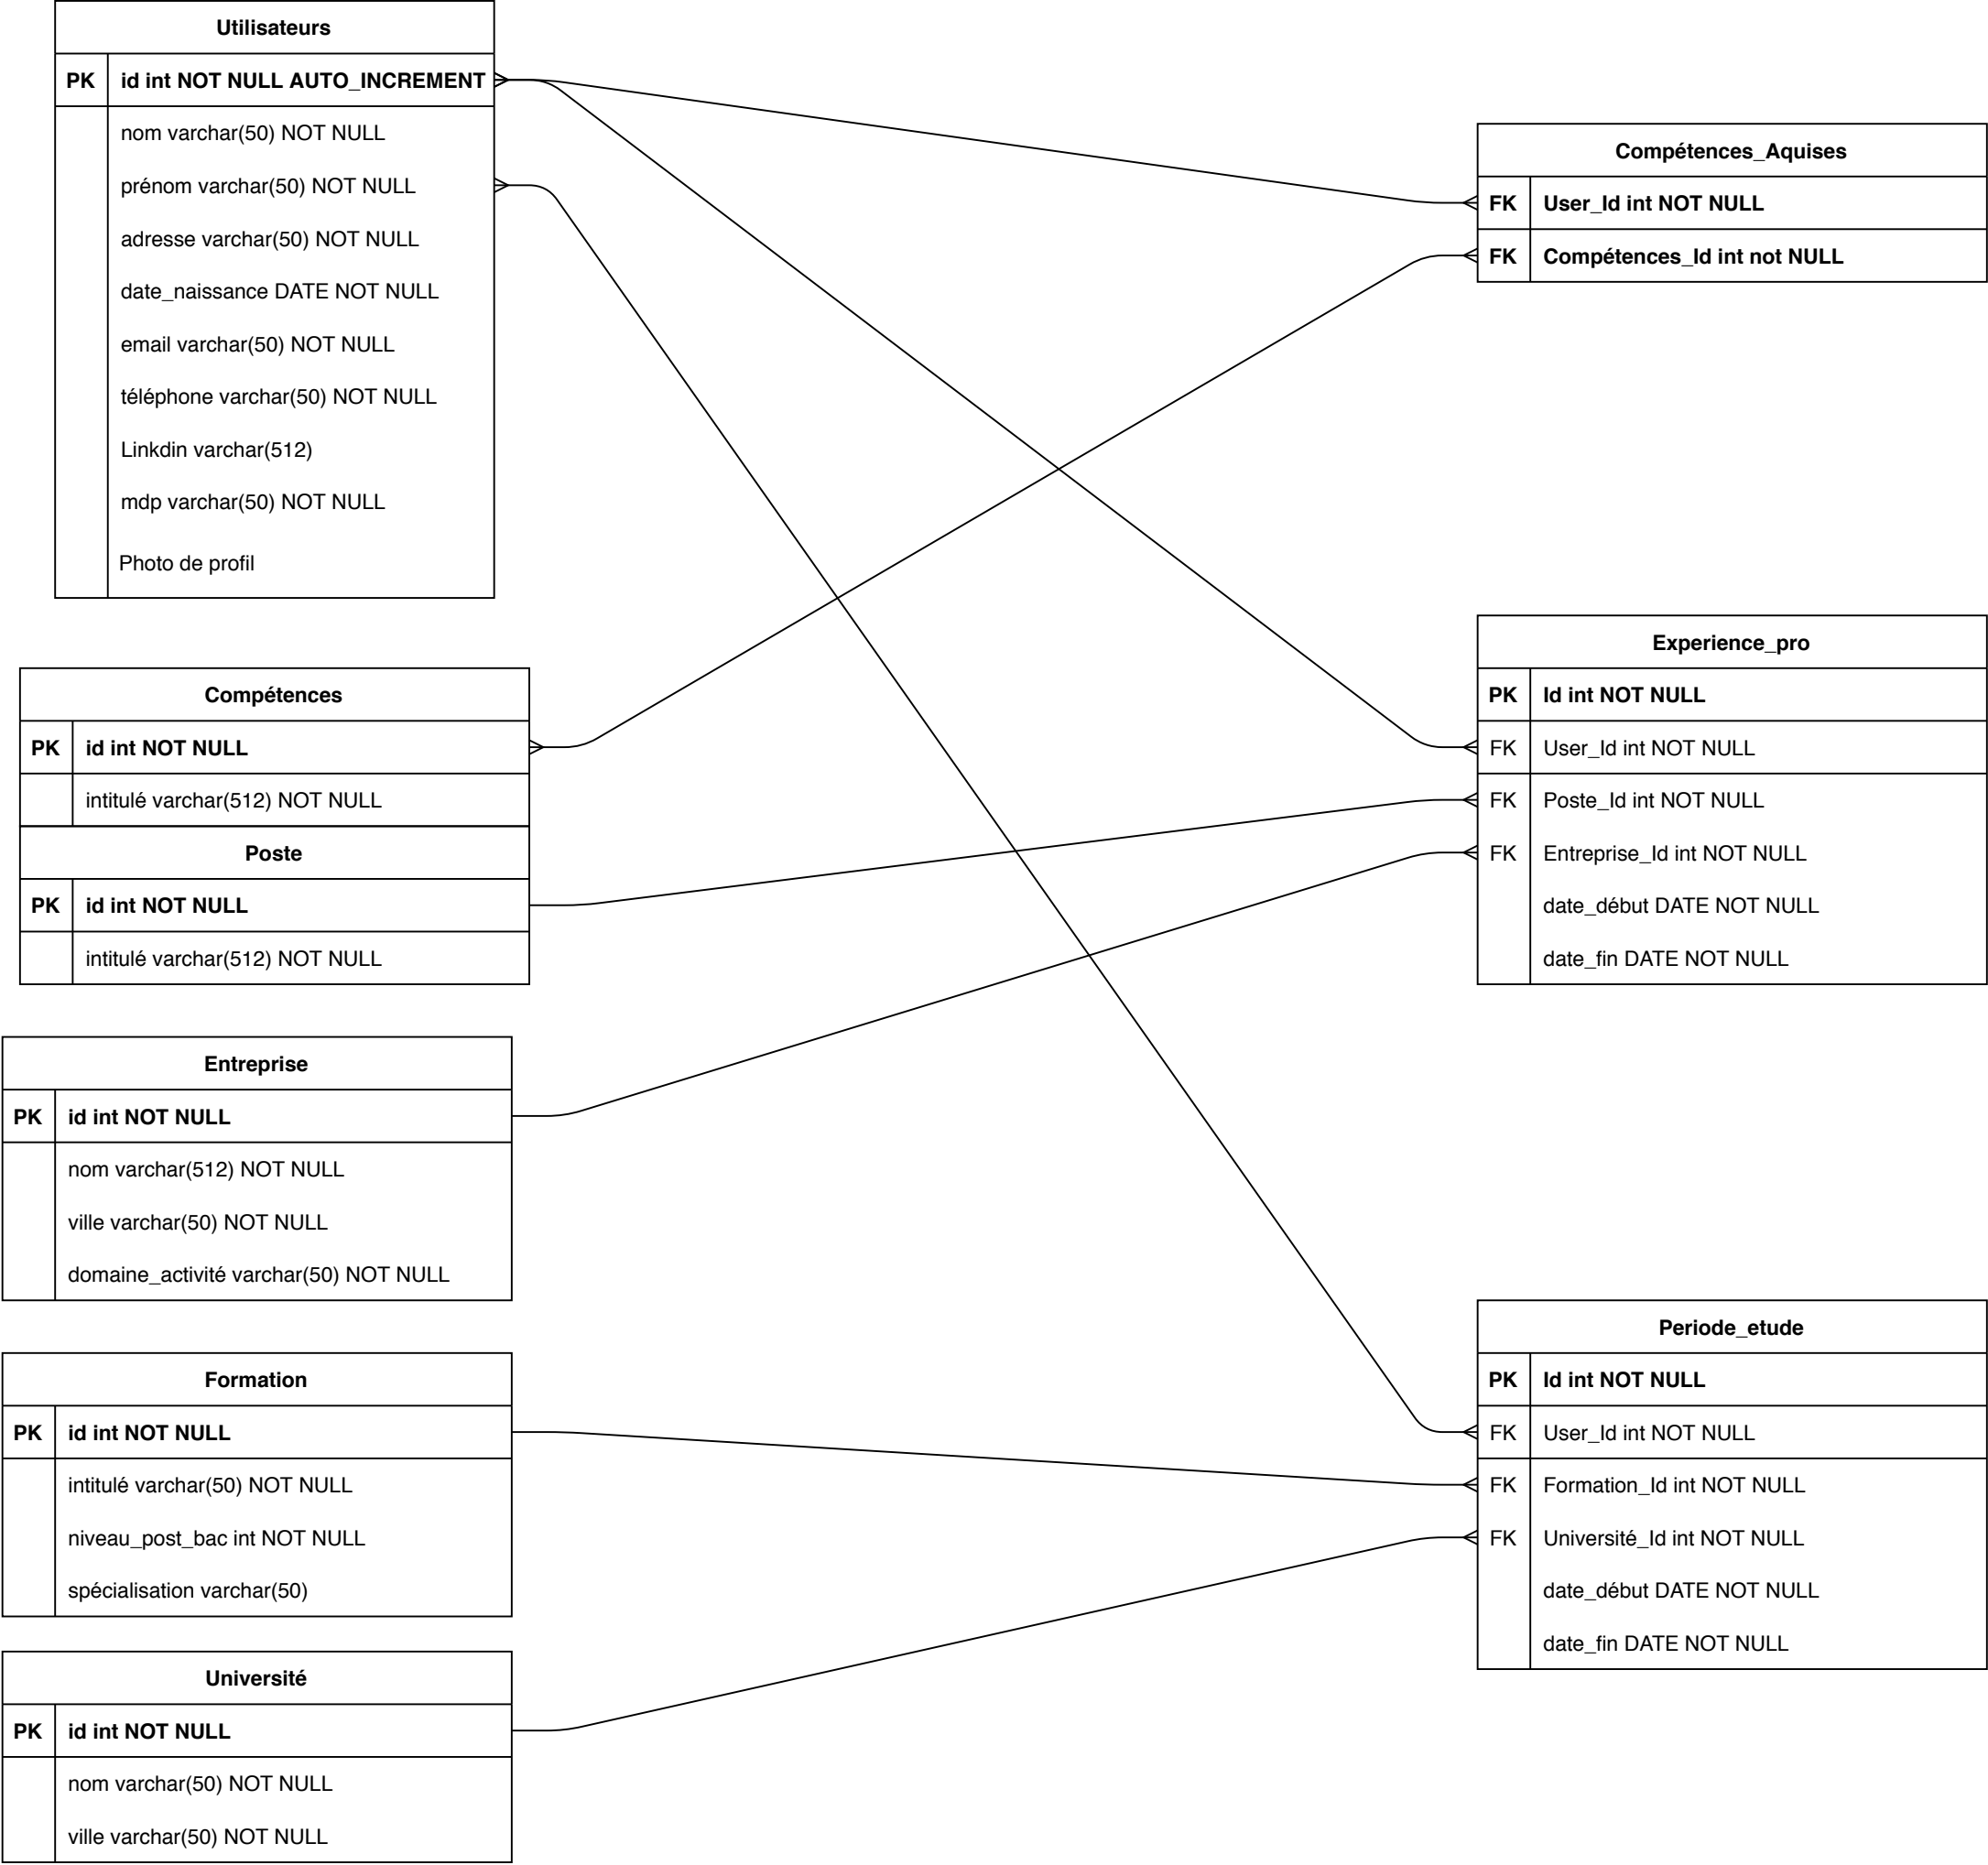 Utilisateurs
PK id int NOT NULL AUTO_INCREMENT
nom varchar(50) NOT NULL
prénom varchar(50) NOT NULL
adresse varchar(50) NOT NULL
date_naissance DATE NOT NULL
email varchar(50) NOT NULL
téléphone varchar(50) NOT NULL
Linkdin varchar(512)
mdp varchar(50) NOT NULL
Photo de profil
Compétences
PK id int NOT NULL
intitulé varchar(512) NOT NULL
Poste
PK id int NOT NULL
intitulé varchar(512) NOT NULL
Entreprise
PK id int NOT NULL
nom varchar(512) NOT NULL
ville varchar(50) NOT NULL
domaine_activité varchar(50) NOT NULL
Formation
PK id int NOT NULL
intitulé varchar(50) NOT NULL
niveau_post_bac int NOT NULL
spécialisation varchar(50)
Université
PK id int NOT NULL
nom varchar(50) NOT NULL
ville varchar(50) NOT NULL
Compétences_Aquises
FK User_Id int NOT NULL
FK Compétences_Id int not NULL
Experience_pro
PK Id int NOT NULL
FK User_Id int NOT NULL
FK Poste_Id int NOT NULL
FK Entreprise_Id int NOT NULL
date_début DATE NOT NULL
date_fin DATE NOT NULL
Periode_etude
PK Id int NOT NULL
FK User_Id int NOT NULL
FK Formation_Id int NOT NULL
FK Université_Id int NOT NULL
date_début DATE NOT NULL
date_fin DATE NOT NULL